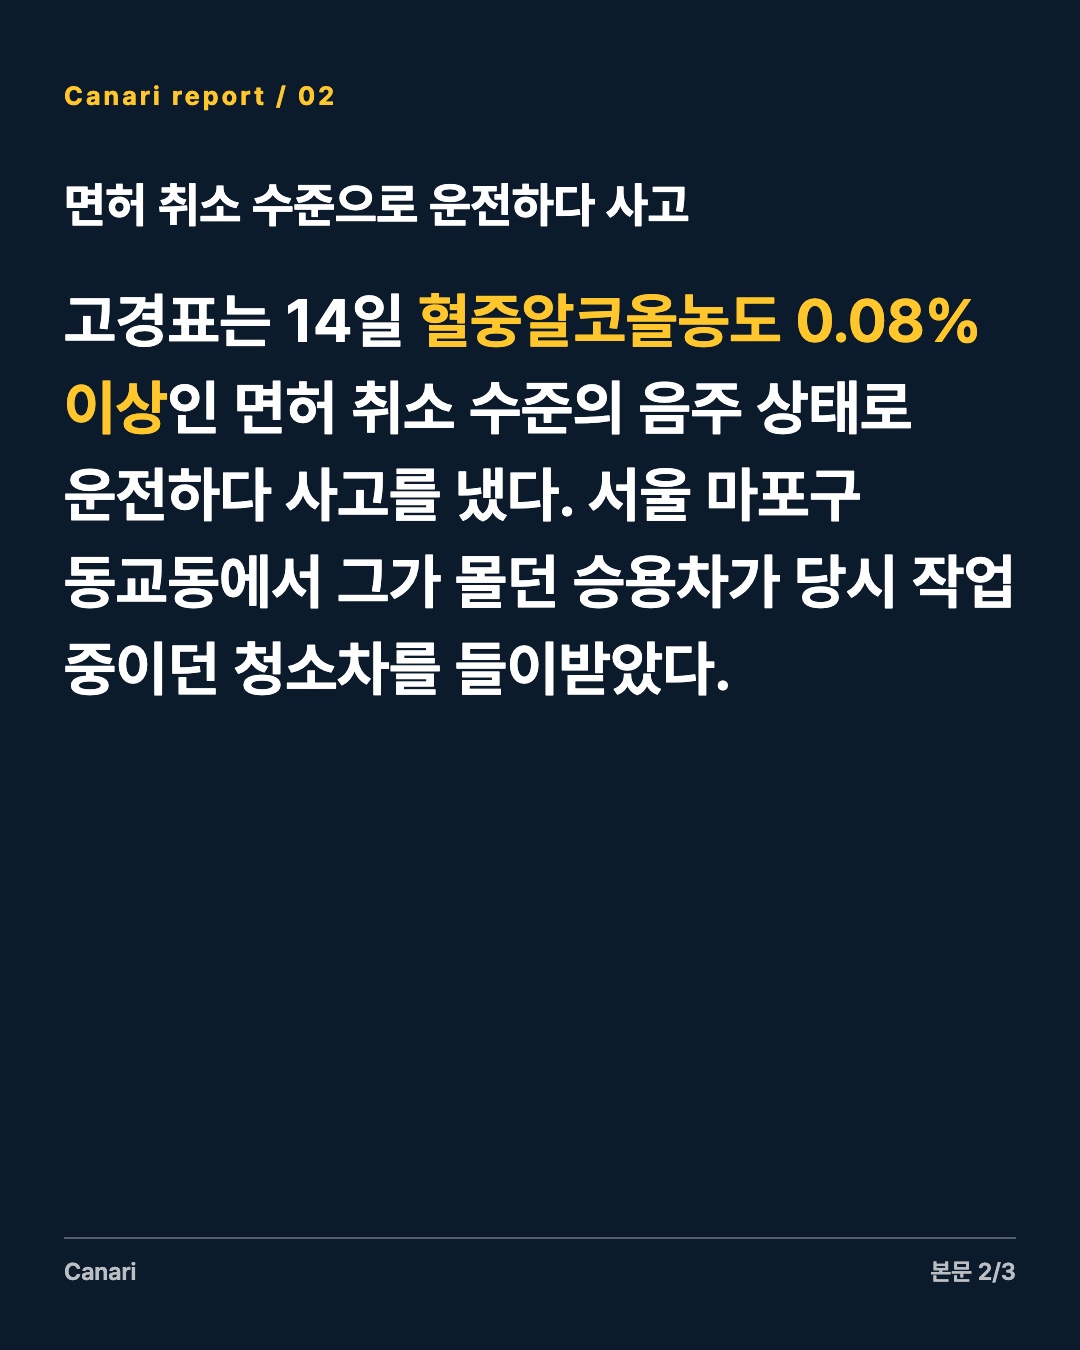 Canari report / 02
면허 취소 수준으로 운전하다 사고
고경표는 14일 혈중알코올농도 0.08%
이상인 면허 취소 수준의 음주 상태로
운전하다 사고를 냈다. 서울 마포구
동교동에서 그가 몰던 승용차가 당시 작업
중이던 청소차를 들이받았다.
Canari
본문 2/3